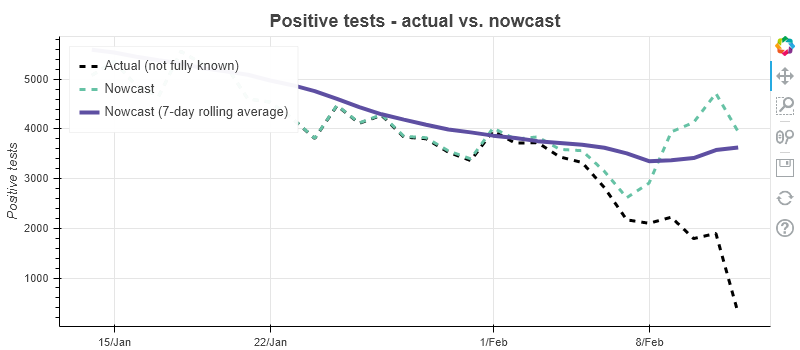 Positive tests - actual vs. nowcast
Actual (not fully known)
Nowcast
Nowcast (7-day rolling average)
Positive tests
5000
4000
3000
2000
1000
15/Jan
22/Jan
1/Feb
8/Feb